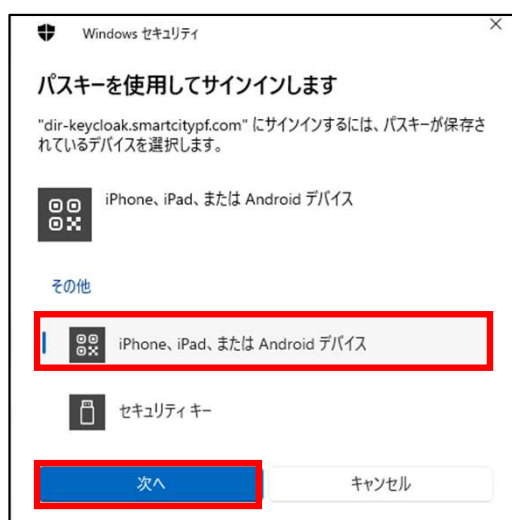 Windows セキュリティ
パスキーを使用してサインインします
"dir-keycloak.smartcitypf.com" にサインインするには、パスキーが保存さ
れているデバイスを選択します。
iPhone、iPad、または Android デバイス
その他
iPhone、iPad、または Android デバイス
セキュリティ キー
次へ
キャンセル